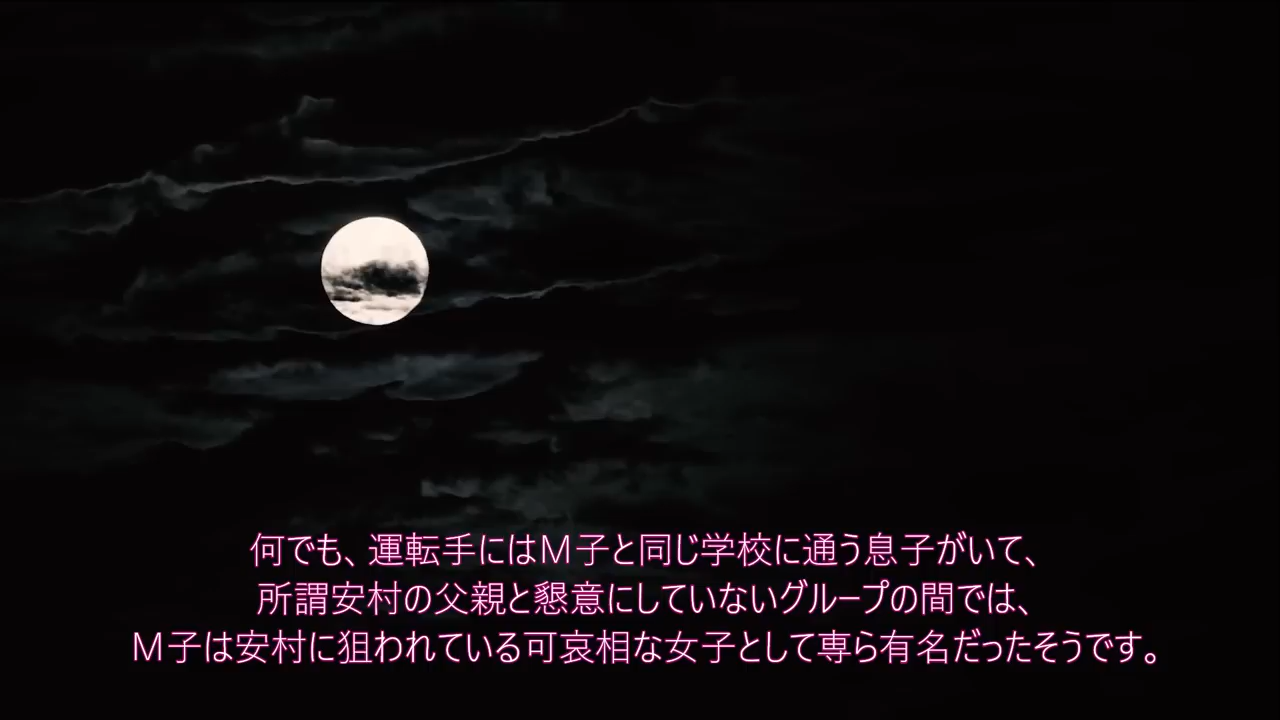 何でも、運転手にはＭ子と同じ学校に通う息子がいて、
所謂安村の父親と懇意にしていないグループの間では、
Ｍ子は安村に狙われている可哀相な女子として専ら有名だったそうです。